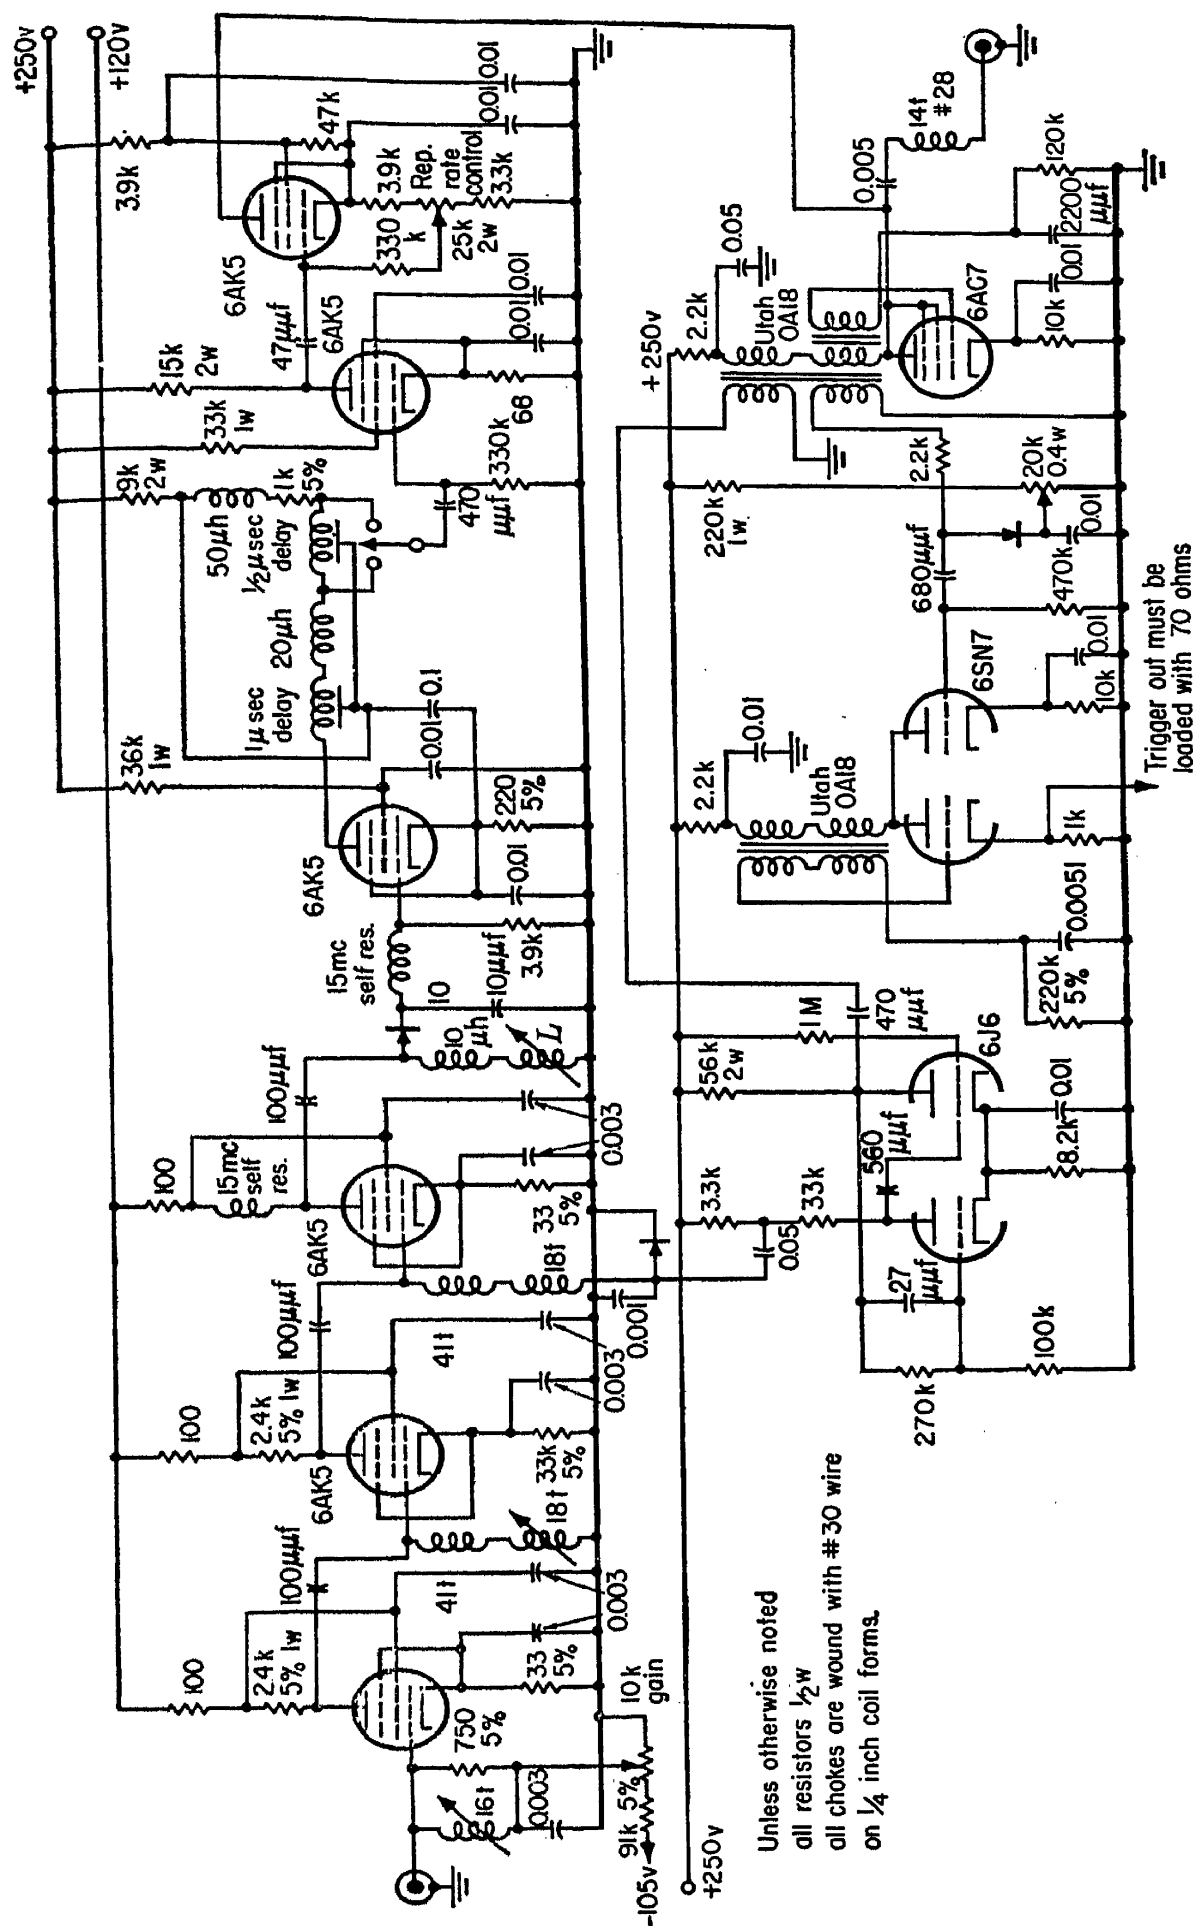 +250v
+120v
3.9k
47k
0.01
0.01
6AK5
3.9k
Rep.
rate
control
3.3k
330
k
25k
2w
47μμf
6AK5
0.01
0.01
15k
2w
33k
1w
68
330k
470
μμf
9k
2w
50μh
1k
5%
½μsec
delay
20μh
1μsec
delay
0.1
0.01
36k
1w
220
5%
0.01
6AK5
15mc
self res.
3.9k
10
10μμf
10
μh
L
100μμf
0.003
100
15mc
self
res.
33
5%
6AK5
18t
100μμf
41t
0.001
0.003
100
2.4k
5% 1w
6AK5
33k
5%
18t
100μμf
41t
0.003
100
24k
5% 1w
33
5%
750
5%
16t
0.003
10k
gain
5%
91k
-105v
+250v
14t
#28
0.005
120k
2200
μμf
0.01
10k
6AC7
0.05
2.2k
+250v
Utah
0A18
2.2k
20k
0.4w
220k
1w
0.01
680μμf
470k
0.01
6SN7
10k
0.01
2.2k
Utah
0A18
1k
Trigger out must be
loaded with 70 ohms
0.0051
220k
5%
470
μμf
1M
6J6
56k
2w
0.01
560
μμf
8.2k
3.3k
33k
0.05
27
μμf
100k
270k
Unless otherwise noted
all resistors ½w
all chokes are wound with #30 wire
on ¼ inch coil forms.